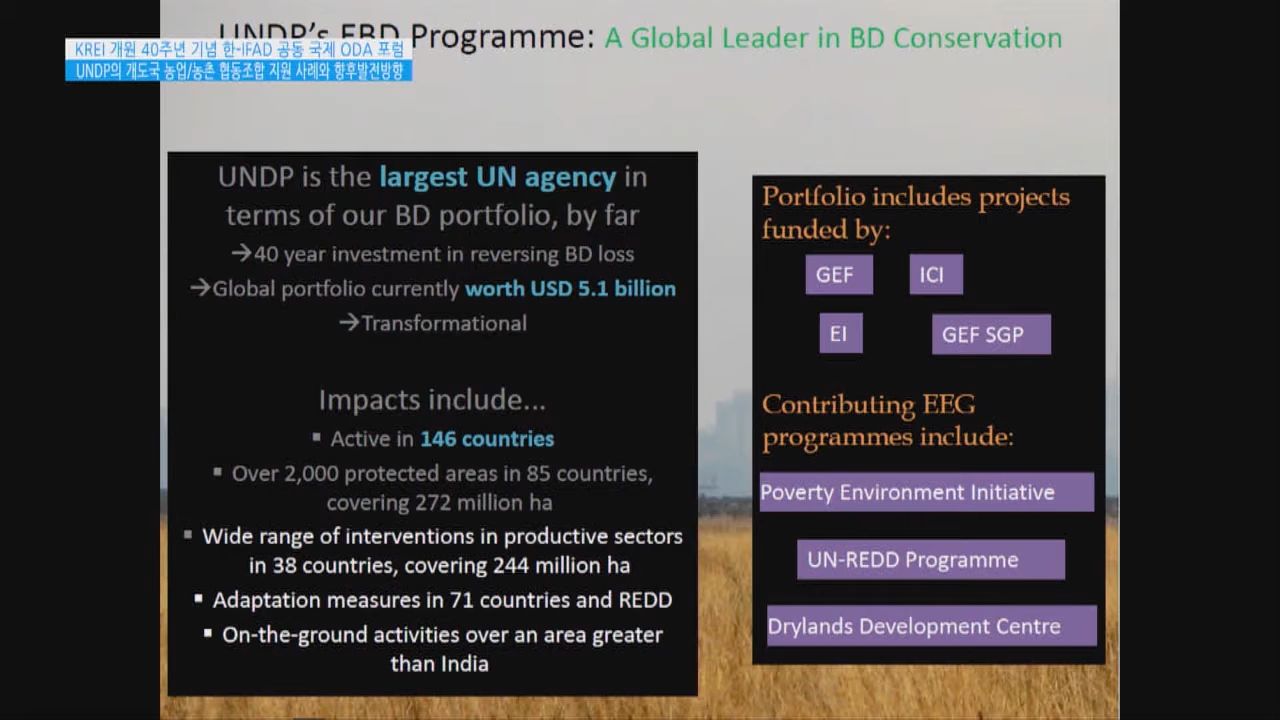 UNDP's EBD Programme: A Global Leader in BD Conservation
KREI 개원 40주년 기념 한-IFAD 공동 국제 ODA 포럼
UNDP의 개도국 농업/농촌 협동조합 지원 사례와 향후발전방향
UNDP is the largest UN agency in
terms of our BD portfolio, by far
→40 year investment in reversing BD loss
→Global portfolio currently worth USD 5.1 billion
→Transformational
Impacts include...
▪ Active in 146 countries
▪ Over 2,000 protected areas in 85 countries,
covering 272 million ha
▪ Wide range of interventions in productive sectors
in 38 countries, covering 244 million ha
▪ Adaptation measures in 71 countries and REDD
▪ On-the-ground activities over an area greater
than India
Portfolio includes projects
funded by:
GEF
ICI
EI
GEF SGP
Contributing EEG
programmes include:
Poverty Environment Initiative
UN-REDD Programme
Drylands Development Centre